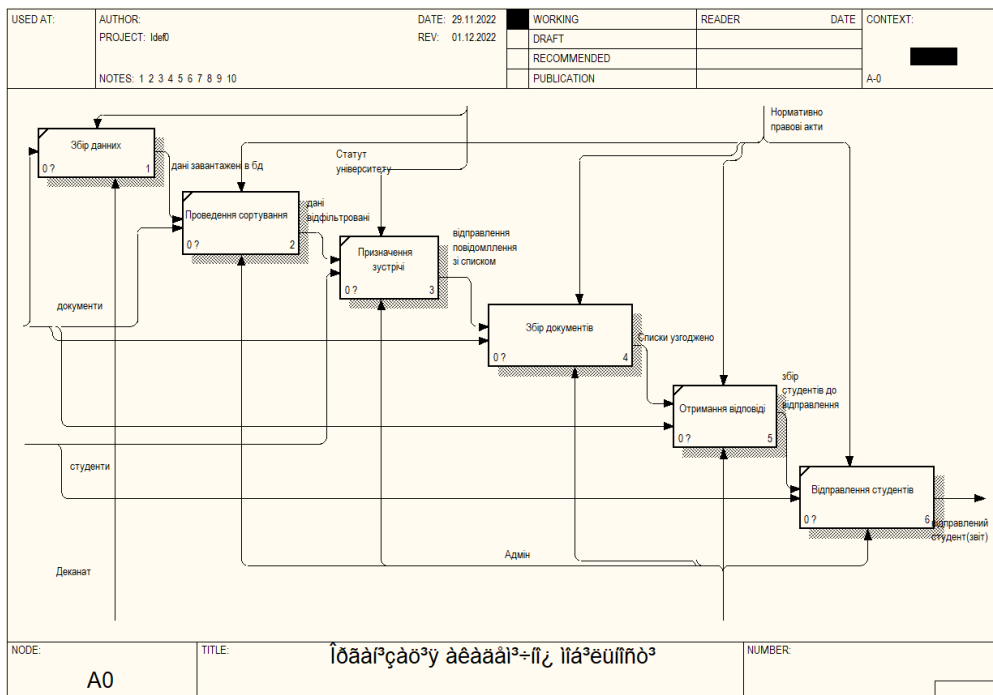 USED AT:
AUTHOR:
DATE: 29.11.2022
WORKING
READER
DATE
CONTEXT:
PROJECT: Idef0
REV: 01.12.2022
DRAFT
RECOMMENDED
NOTES: 1 2 3 4 5 6 7 8 9 10
PUBLICATION
A-0
Нормативно
правові акти
Збір данних
0 ?
1
Статут
університету
дані завантажені в бд
Проведення сортування
0 ?
2
дані
відфільтровані
Призначення
зустрічі
0 ?
3
відправлення
повідомллення
зі списком
документи
Збір документів
0 ?
4
Списки узгоджено
збір
студентів до
відправлення
Отримання відповіді
0 ?
5
студенти
Відправлення студентів
0 ?
6
відправлений
студент(звіт)
Адмін
Деканат
NODE:
TITLE:
Îðãàí³çàö³ÿ àêàäåì³÷íî¿ ìîá³ëüíîñò³
NUMBER:
A0